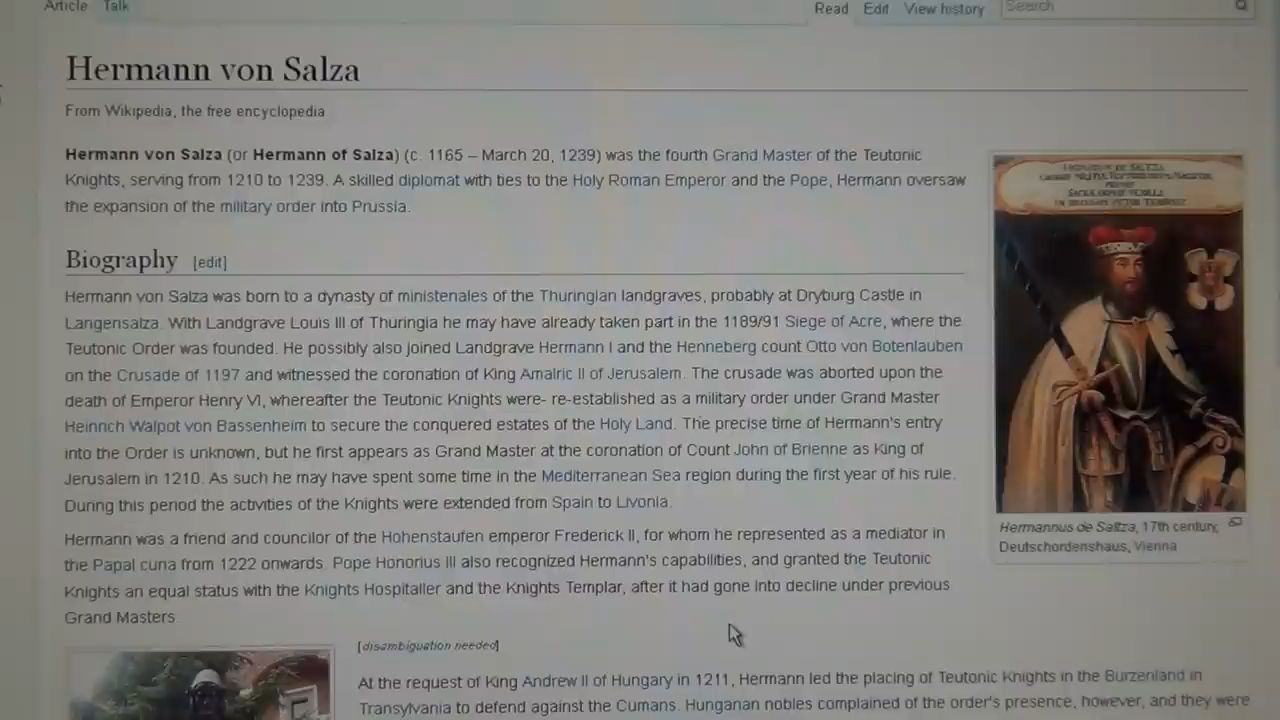 Article Talk
Read Edit View history Search
Hermann von Salza
From Wikipedia, the free encyclopedia
Hermann von Salza (or Hermann of Salza) (c. 1165 – March 20, 1239) was the fourth Grand Master of the Teutonic
Knights, serving from 1210 to 1239. A skilled diplomat with ties to the Holy Roman Emperor and the Pope, Hermann oversaw
the expansion of the military order into Prussia.
Biography [edit]
Hermann von Salza was born to a dynasty of ministeriales of the Thuringian landgraves, probably at Dryburg Castle in
Langensalza. With Landgrave Louis III of Thuringia he may have already taken part in the 1189/91 Siege of Acre, where the
Teutonic Order was founded. He possibly also joined Landgrave Hermann I and the Henneberg count Otto von Botenlauben
on the Crusade of 1197 and witnessed the coronation of King Amalric II of Jerusalem. The crusade was aborted upon the
death of Emperor Henry VI, whereafter the Teutonic Knights were- re-established as a military order under Grand Master
Heinrich Walpot von Bassenheim to secure the conquered estates of the Holy Land. The precise time of Hermann's entry
into the Order is unknown, but he first appears as Grand Master at the coronation of Count John of Brienne as King of
Jerusalem in 1210. As such he may have spent some time in the Mediterranean Sea region during the first year of his rule.
During this period the activities of the Knights were extended from Spain to Livonia.
Hermannus de Saltza, 17th century,
Deutschordenshaus, Vienna
Hermann was a friend and councilor of the Hohenstaufen emperor Frederick II, for whom he represented as a mediator in
the Papal curia from 1222 onwards. Pope Honorius III also recognized Hermann's capabilities, and granted the Teutonic
Knights an equal status with the Knights Hospitaller and the Knights Templar, after it had gone into decline under previous
Grand Masters.
[disambiguation needed]
At the request of King Andrew II of Hungary in 1211, Hermann led the placing of Teutonic Knights in the Burzenland in
Transylvania to defend against the Cumans. Hungarian nobles complained of the order's presence, however, and they were